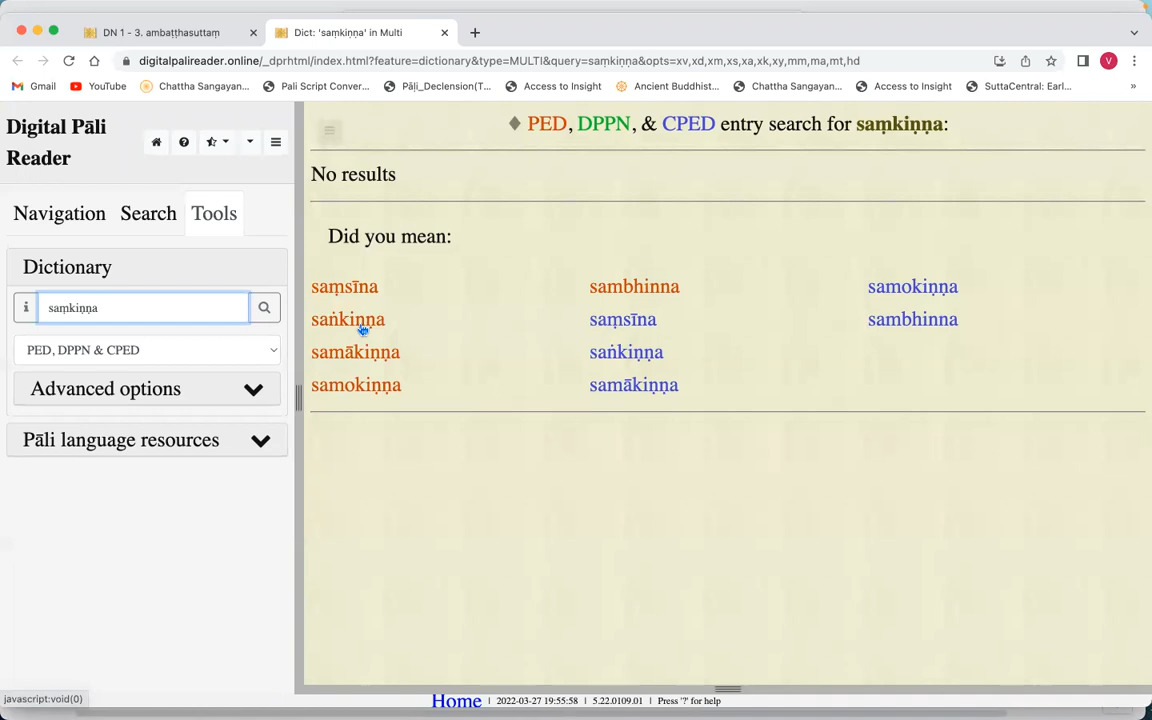 DN 1 - 3. ambaṭṭhasuttaṃ
Dict: 'saṃkiṇṇa' in Multi
digitalpalireader.online/_dprhtml/index.html?feature=dictionary&type=MULTI&query=saṃkiṇṇa&opts=xv,xd,xm,xs,xa,xk,xy,mm,ma,mt,hd
V
Gmail
YouTube
Chattha Sangayan...
Pali Script Conver...
Pāḷi_Declension(T...
Access to Insight
Ancient Buddhist...
Chattha Sangayan...
Access to Insight
SuttaCentral: Earl...
»
Digital Pāli
Reader
Navigation Search Tools
Dictionary
saṃkiṇṇa
PED, DPPN & CPED
Advanced options
Pāli language resources
♦ PED, DPPN, & CPED entry search for saṃkiṇṇa:
No results
Did you mean:
saṃsīna
saṅkiṇṇa
samākiṇṇa
samokiṇṇa
sambhinna
saṃsīna
saṅkiṇṇa
samākiṇṇa
samokiṇṇa
sambhinna
javascript:void(0)
Home | 2022-03-27 19:55:58 | 5.22.0109.01 | Press '?' for help